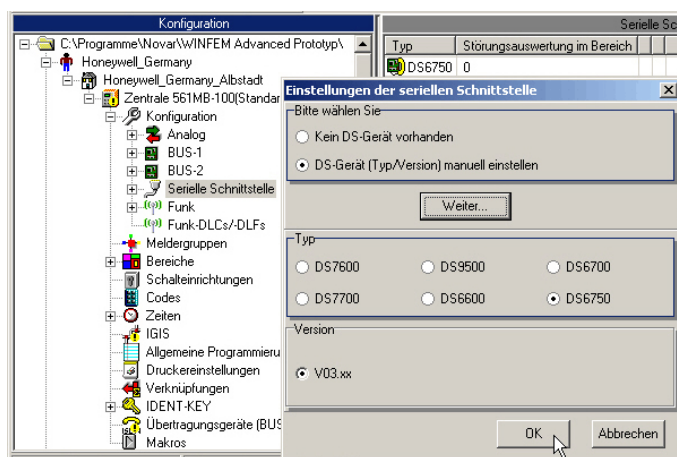 Konfiguration
C:\Programme\Novar\WINFEM Advanced Prototyp\
Honeywell_Germany
Honeywell_Germany_Albstadt
Zentrale 561MB-100(Standar
Konfiguration
Analog
BUS-1
BUS-2
Serielle Schnittstelle
Funk
Funk-DLCs/-DLFs
Meldergruppen
Bereiche
Schalteinrichtungen
Codes
Zeiten
IGIS
Allgemeine Programmieru
Druckereinstellungen
Verknüpfungen
IDENT-KEY
Übertragungsgeräte (BUS
Makros
Serielle Sc
Typ Störungsauswertung im Bereich
DS6750 0
Einstellungen der seriellen Schnittstelle
Bitte wählen Sie
Kein DS-Gerät vorhanden
DS-Gerät (Typ/Version) manuell einstellen
Weiter...
Typ
DS7600 DS9500 DS6700
DS7700 DS6600 DS6750
Version
V03.xx
OK Abbrechen